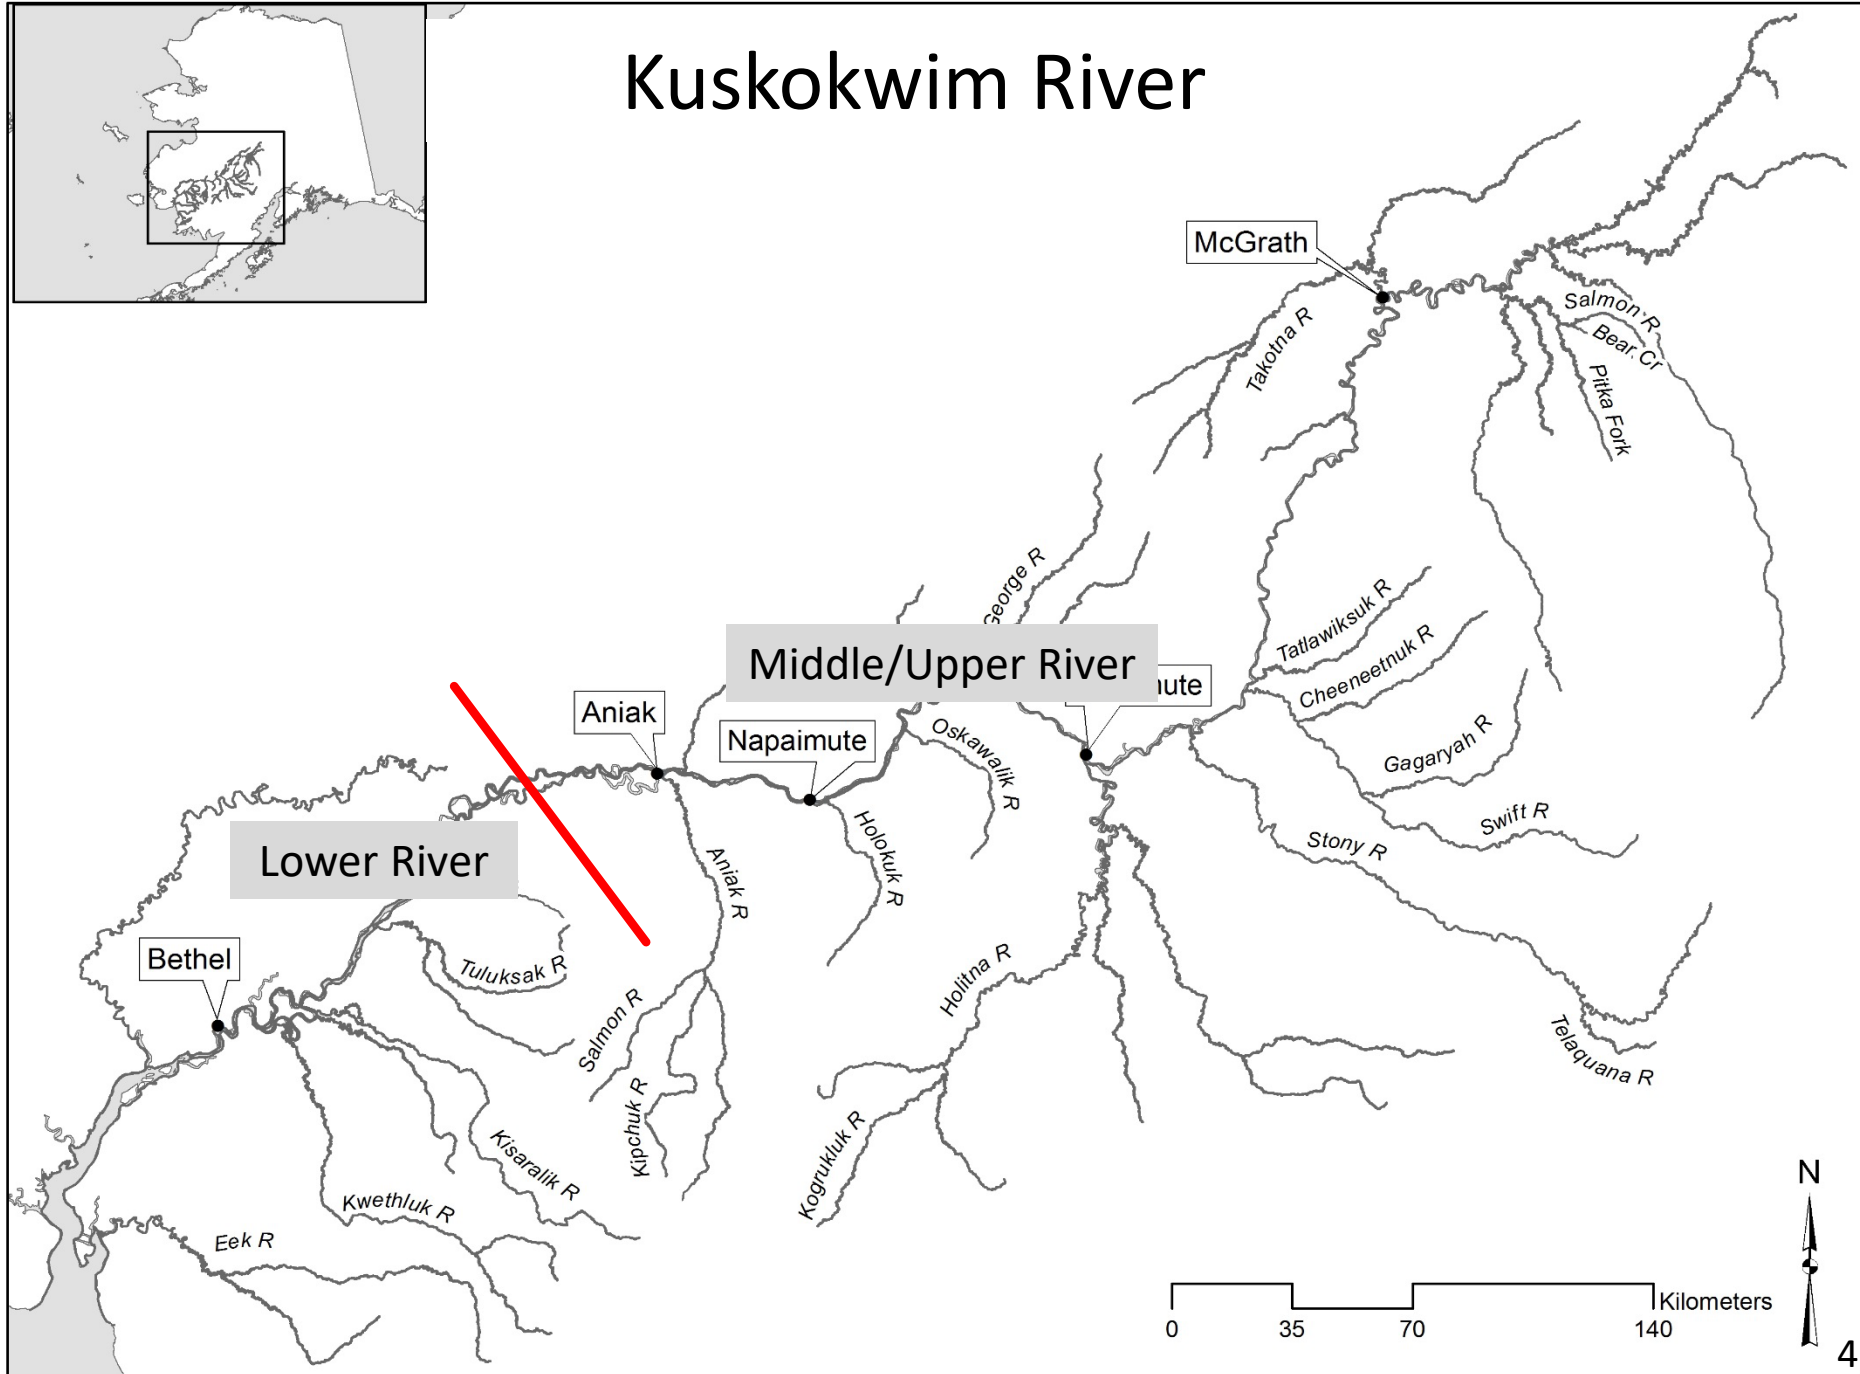 Kuskokwim River
McGrath
Salmon R
Bear Cr
Pitka Fork
Takotna R
George R
Tatlawiksuk R
Cheeneetnuk R
Middle/Upper River
Aniak
Napaimute
Oskawalik R
Gagaryah R
Swift R
Stony R
Lower River
Holokuk R
Aniak R
Bethel
Tuluksak R
Holitna R
Salmon R
Telaquana R
Kipchuk R
Kisaralik R
Kogrukluk R
Kwethluk R
Eek R
N
Kilometers
0 35 70 140
4